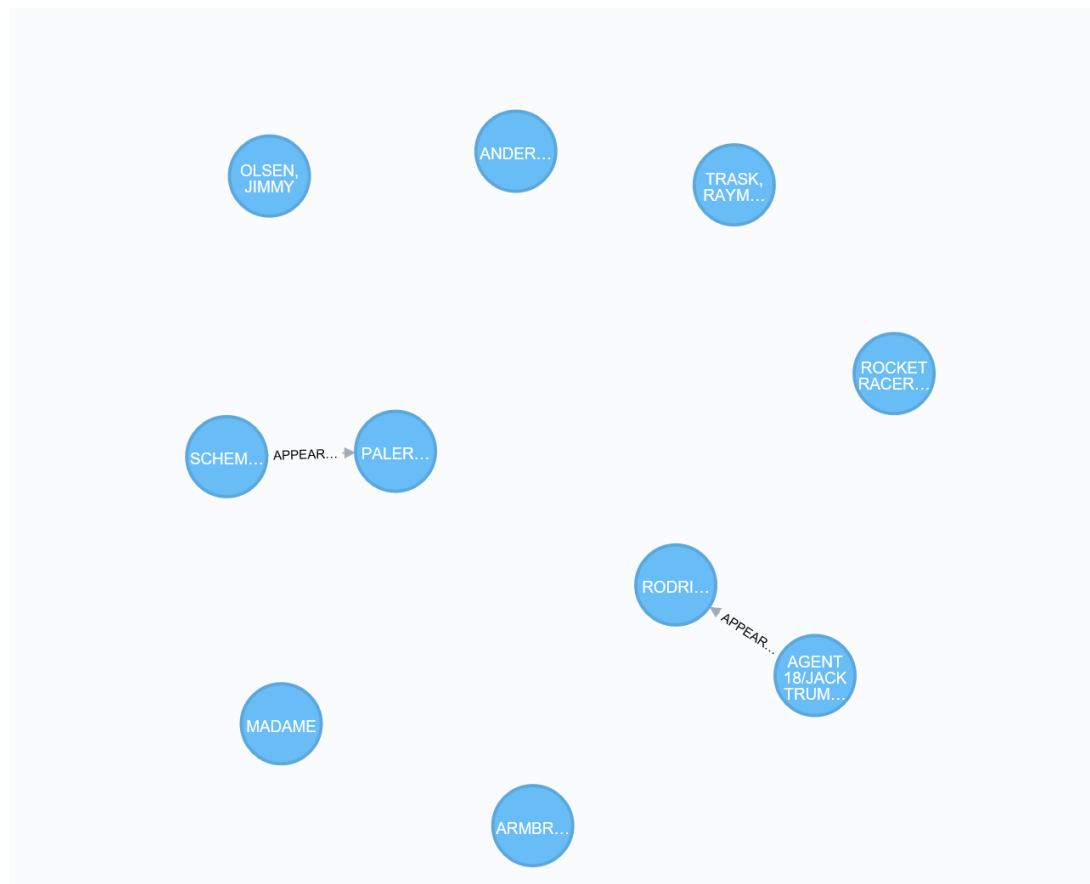 ANDER…
OLSEN,
JIMMY
TRASK,
RAYM…
ROCKET
RACER…
SCHEM…
APPEAR…
PALER…
RODRI…
APPEAR…
AGENT
18/JACK
TRUM…
MADAME
ARMBR…